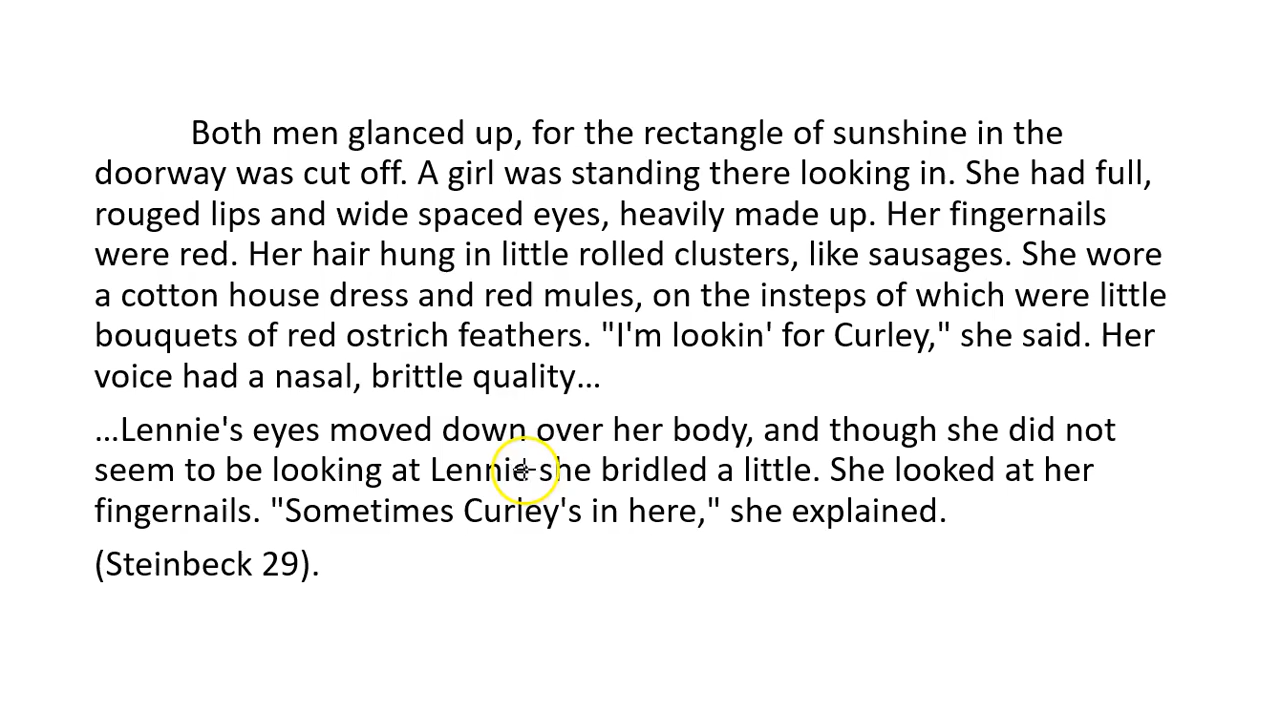 Both men glanced up, for the rectangle of sunshine in the
doorway was cut off. A girl was standing there looking in. She had full,
rouged lips and wide spaced eyes, heavily made up. Her fingernails
were red. Her hair hung in little rolled clusters, like sausages. She wore
a cotton house dress and red mules, on the insteps of which were little
bouquets of red ostrich feathers. "I'm lookin' for Curley," she said. Her
voice had a nasal, brittle quality…
…Lennie's eyes moved down over her body, and though she did not
seem to be looking at Lennie she bridled a little. She looked at her
fingernails. "Sometimes Curley's in here," she explained.
(Steinbeck 29).